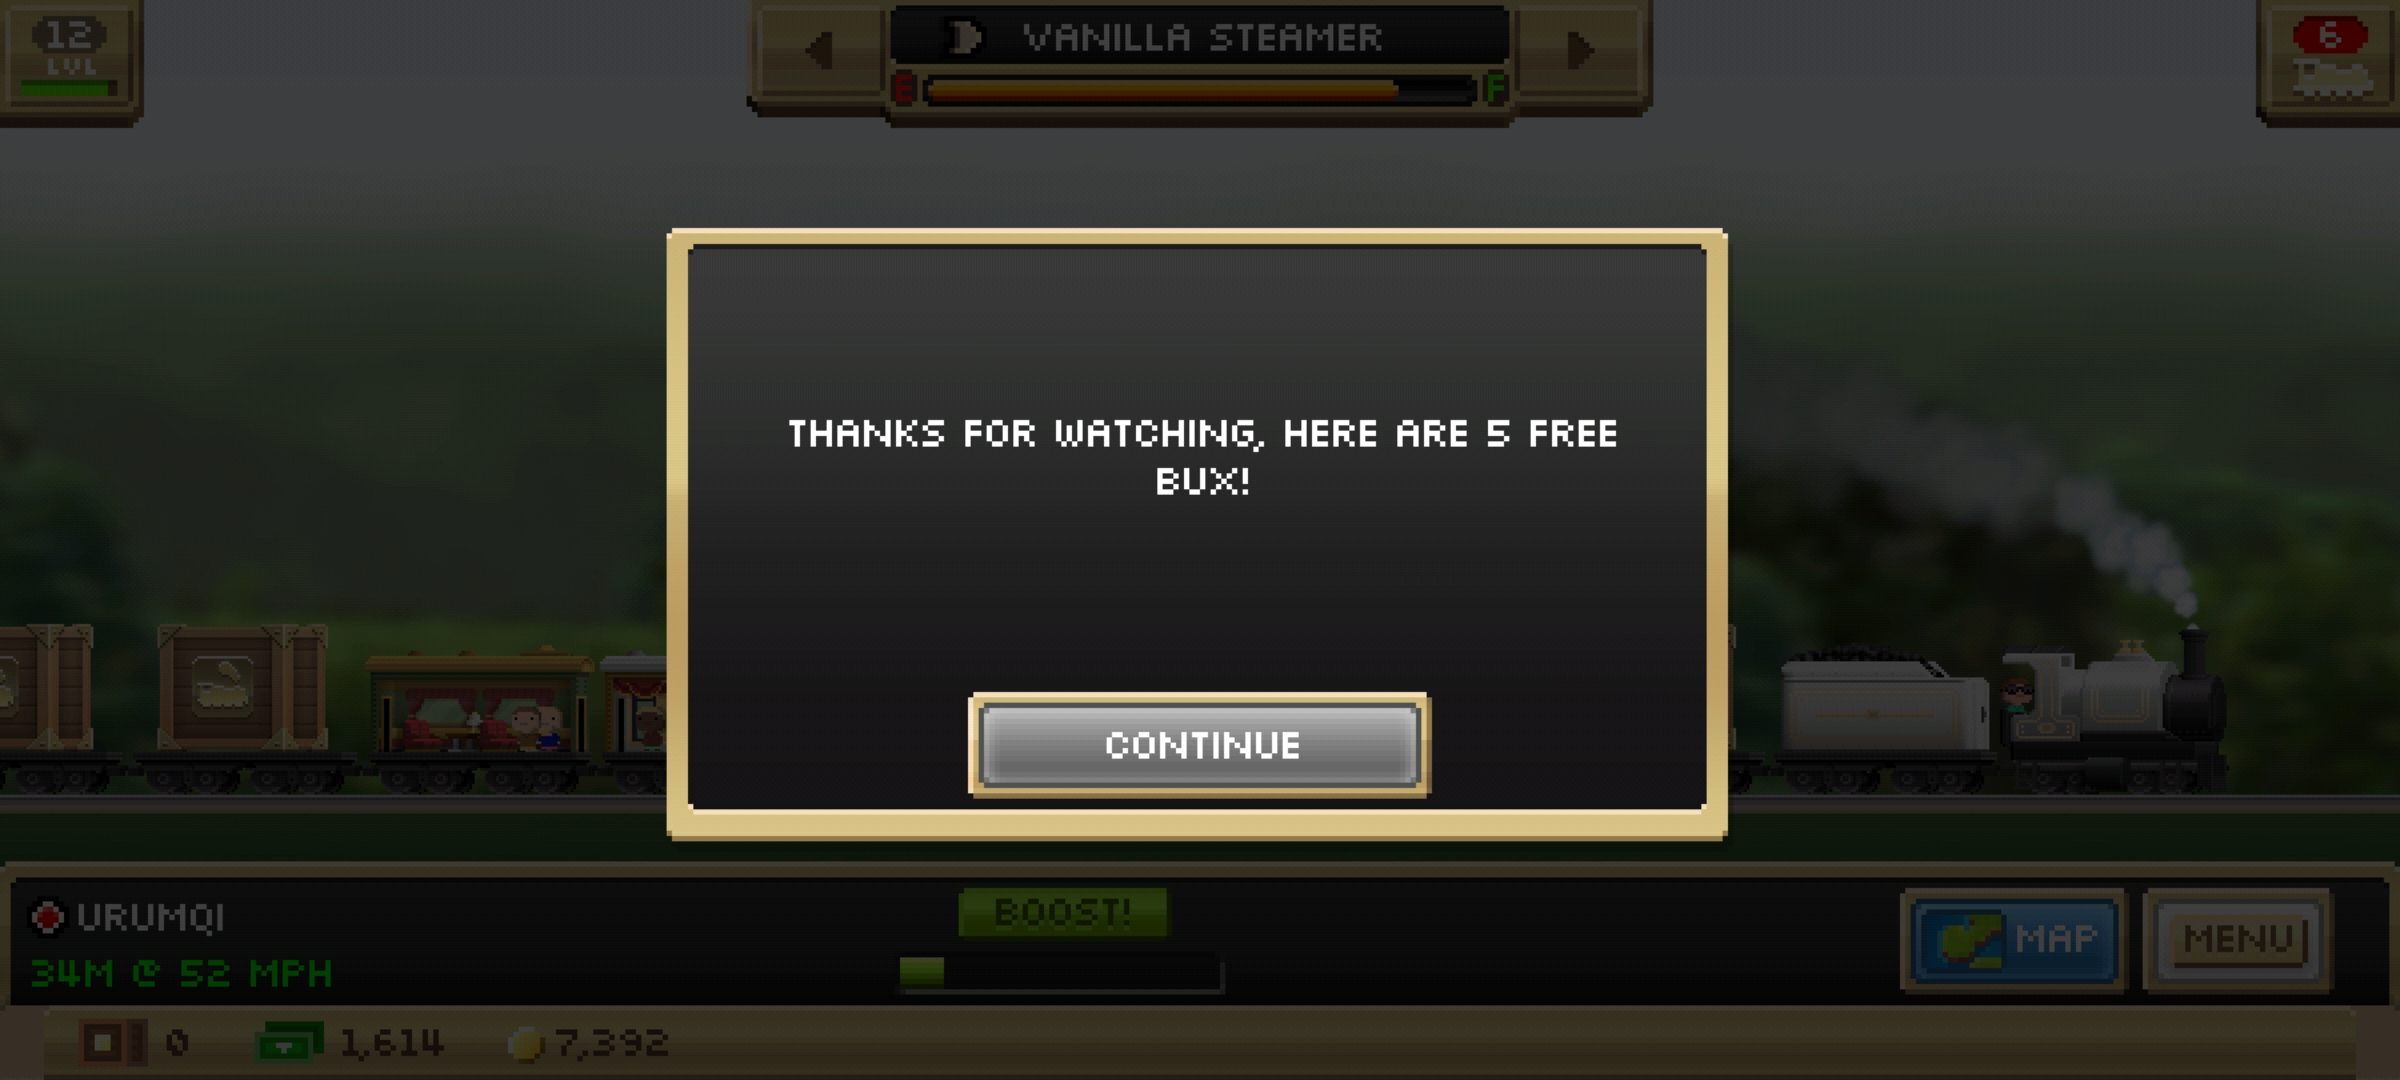 12
LVL
VANILLA STEAMER
E F
6
THANKS FOR WATCHING, HERE ARE 5 FREE
BUX!
CONTINUE
URUMQI
34M @ 52 MPH
BOOST!
MAP
MENU
0 1,614 7,392